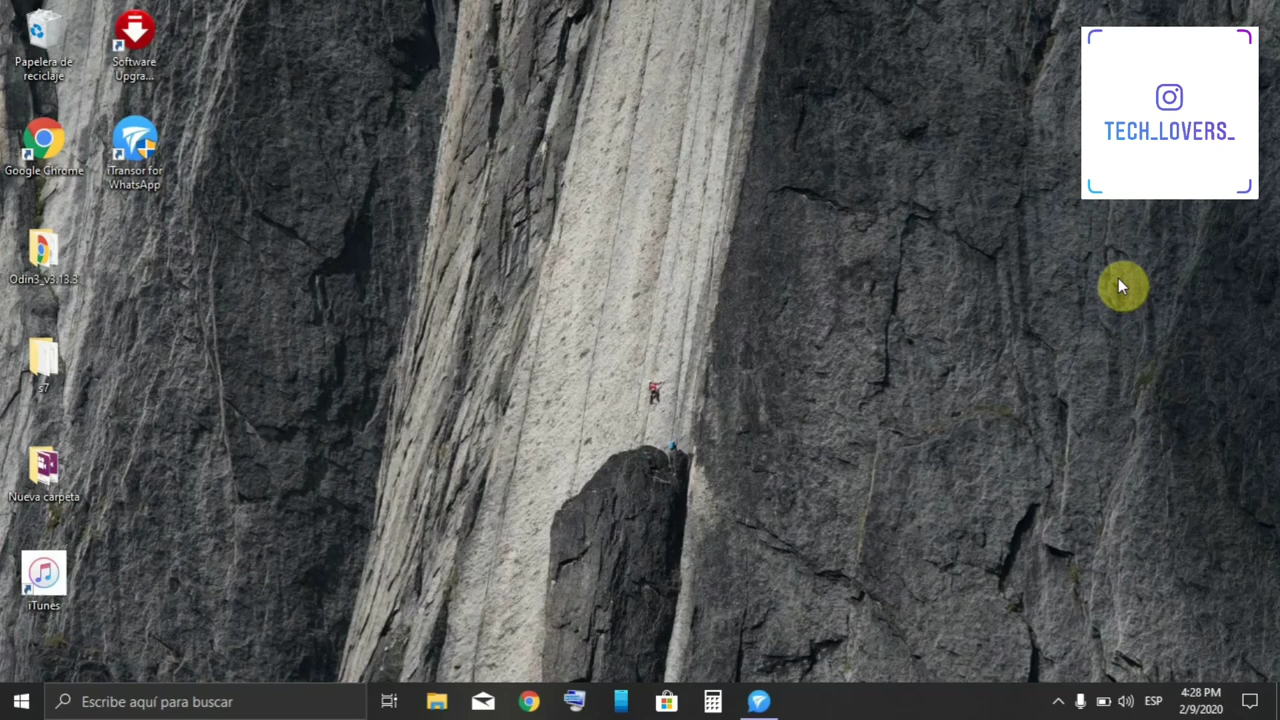 Papelera de
reciclaje
Software
Upgra...
Google Chrome
iTransor for
WhatsApp
Odin3_v3.13.3
s7
Nueva carpeta
iTunes
TECH_LOVERS_
Escribe aquí para buscar
ESP
4:28 PM
2/9/2020